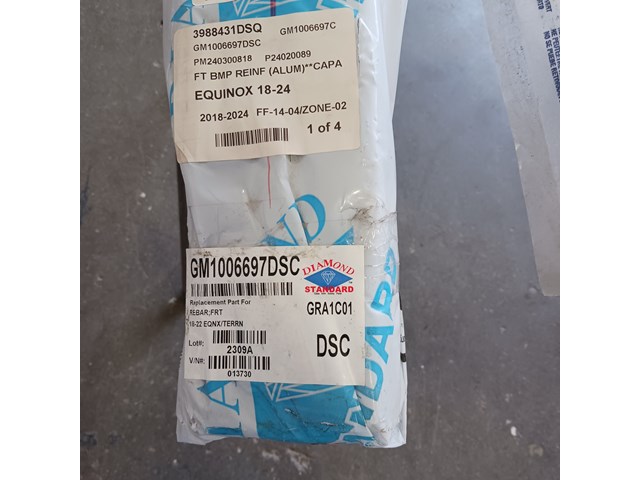 3988431DSQ GM1006697C
GM1006697DSC
PM240300818 P24020089
FT BMP REINF (ALUM)**CAPA
EQUINOX 18-24
2018-2024 FF-14-04/ZONE-02
1 of 4
GM1006697DSC
DIAMOND
STANDARD
Replacement Part For
REBAR;FRT
18-22 EQNX/TERRN
GRA1C01
Lot#:
2309A
DSC
V/N#:
013730